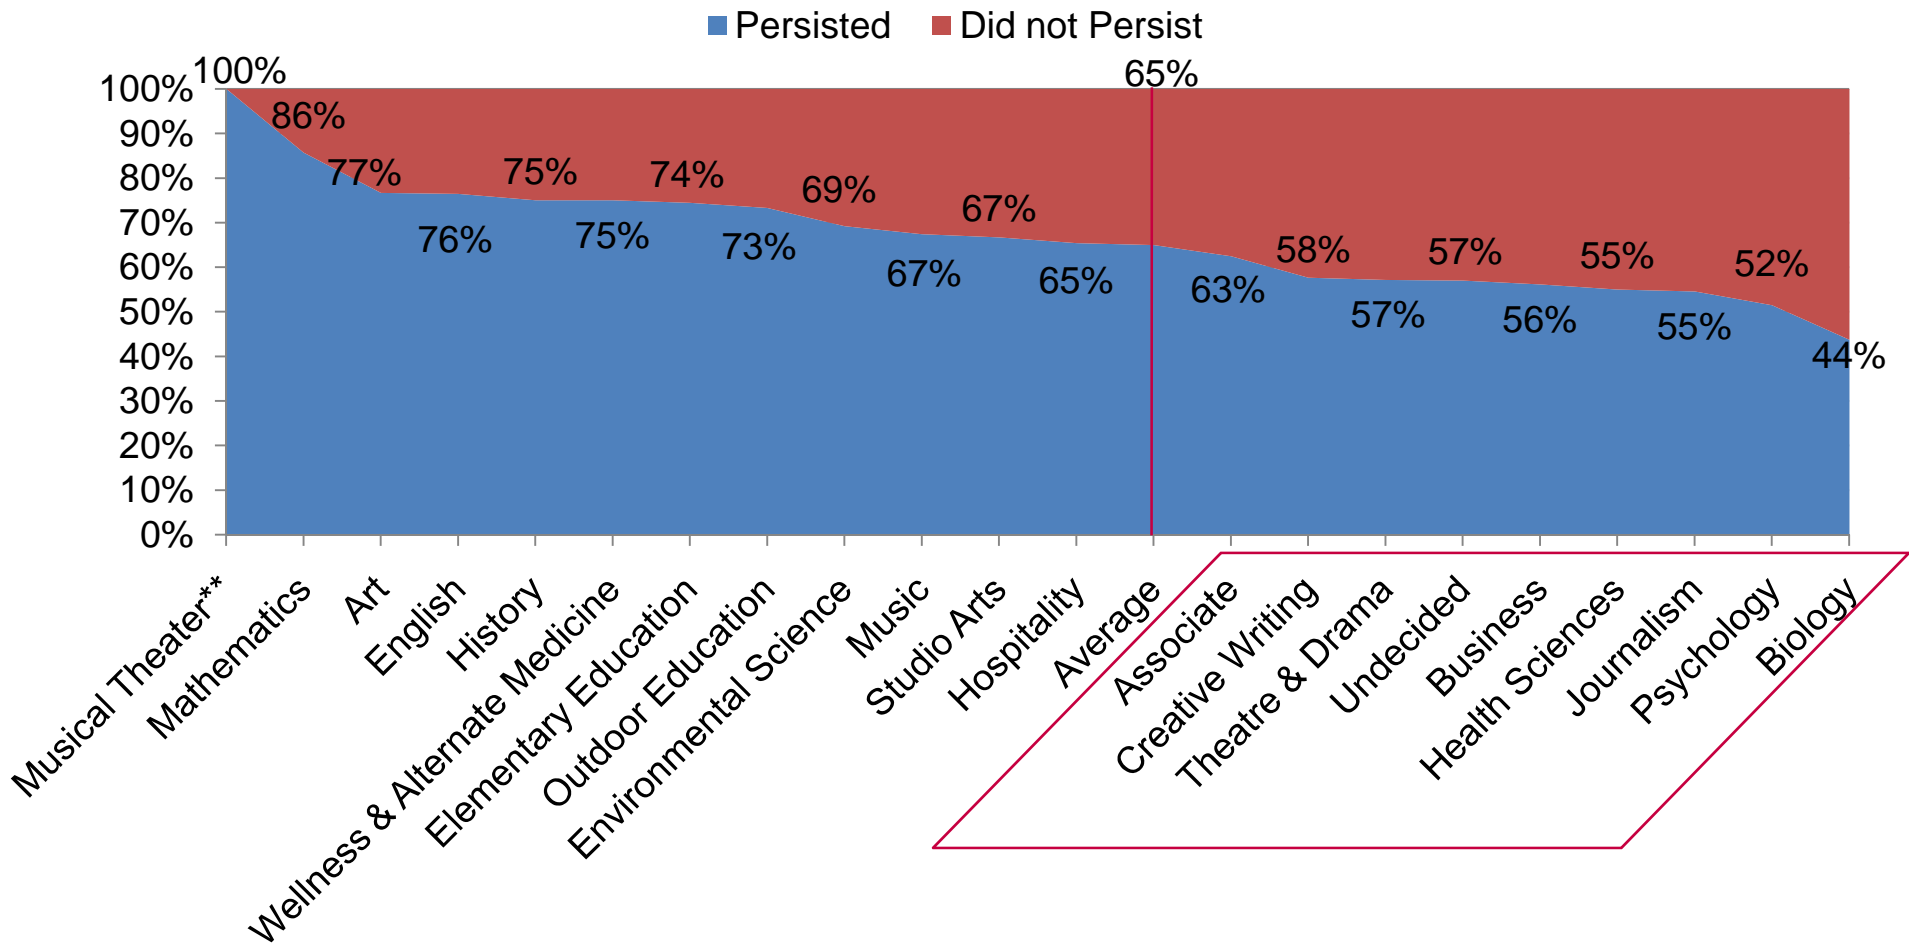 Persisted Did not Persist
100%
90%
80%
70%
60%
50%
40%
30%
20%
10%
0%
100%
86%
77%
76%
75%
75%
74%
73%
69%
67%
67%
65%
65%
63%
58%
57%
57%
56%
55%
55%
52%
44%
Musical Theater**
Mathematics
Art
English
History
Wellness & Alternate Medicine
Elementary Education
Outdoor Education
Environmental Science
Music
Studio Arts
Hospitality
Average
Associate
Creative Writing
Theatre & Drama
Undecided
Business
Health Sciences
Journalism
Psychology
Biology